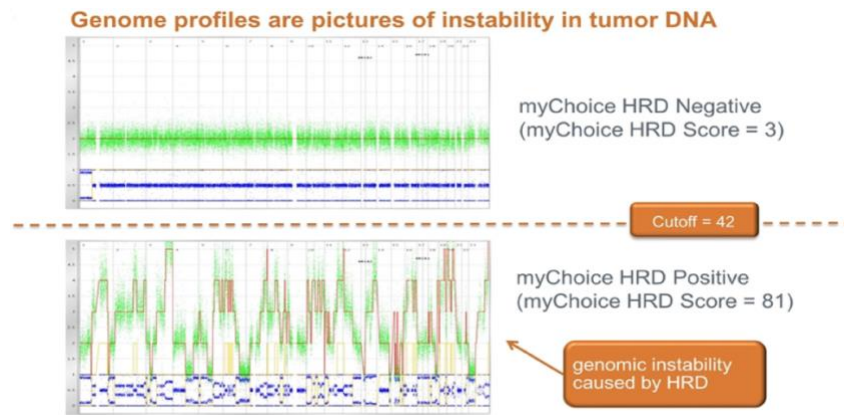 Genome profiles are pictures of instability in tumor DNA
myChoice HRD Negative
(myChoice HRD Score = 3)
Cutoff = 42
myChoice HRD Positive
(myChoice HRD Score = 81)
genomic instability
caused by HRD